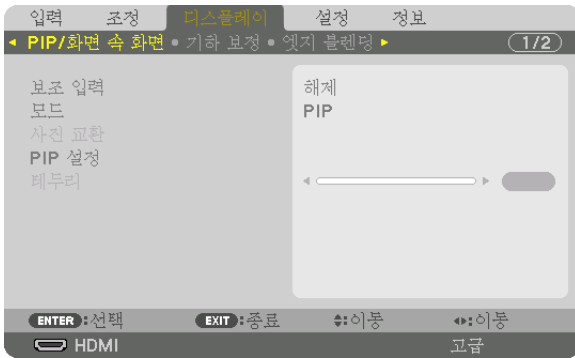 입력 조정 디스플레이 설정 정보
PIP/화면 속 화면 • 기하 보정 • 엣지 블렌딩 1/2
보조 입력 해제
모드 PIP
사진 교환
PIP 설정
테두리
ENTER :선택 EXIT :종료 :이동 :이동
HDMI 고급